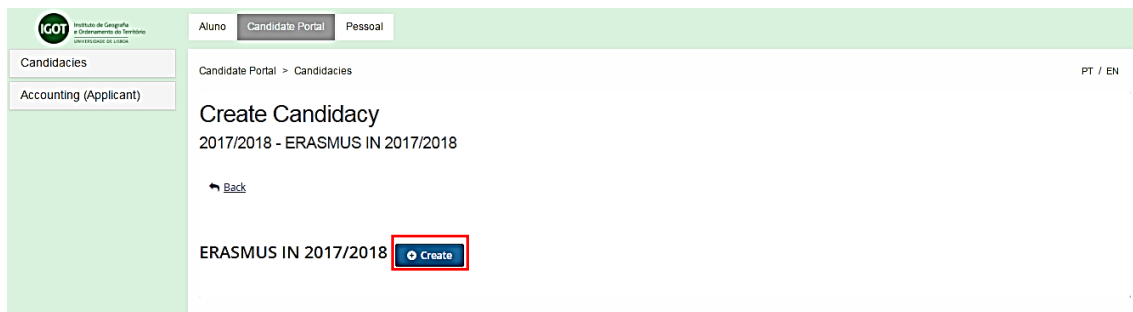 IGOT
Instituto de Geografia
e Ordenamento do Território
UNIVERSIDADE DE LISBOA
Aluno Candidate Portal Pessoal
Candidacies
Accounting (Applicant)
Candidate Portal > Candidacies PT / EN
Create Candidacy
2017/2018 - ERASMUS IN 2017/2018
Back
ERASMUS IN 2017/2018 Create